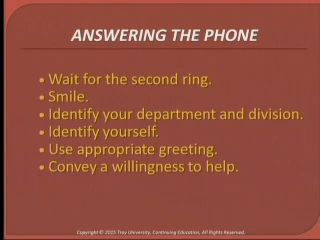 ANSWERING THE PHONE
• Wait for the second ring.
• Smile.
• Identify your department and division.
• Identify yourself.
• Use appropriate greeting.
• Convey a willingness to help.
Copyright © 2015 Troy University, Continuing Education, All Rights Reserved.